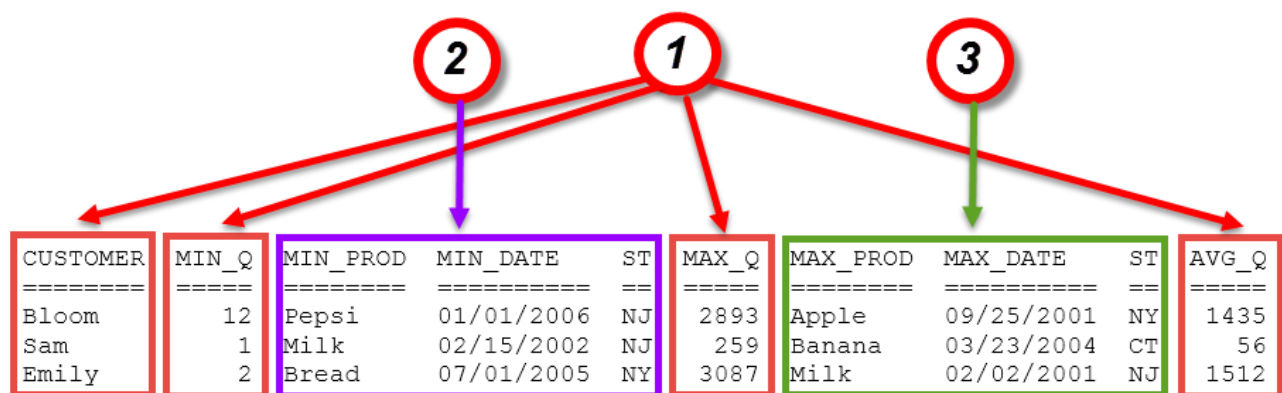 2 1 3
CUSTOMER MIN_Q MIN_PROD MIN_DATE ST MAX_Q MAX_PROD MAX_DATE ST AVG_Q
======== ===== ======== ========== == ===== ======== ========== == =====
Bloom 12 Pepsi 01/01/2006 NJ 2893 Apple 09/25/2001 NY 1435
Sam 1 Milk 02/15/2002 NJ 259 Banana 03/23/2004 CT 56
Emily 2 Bread 07/01/2005 NY 3087 Milk 02/02/2001 NJ 1512